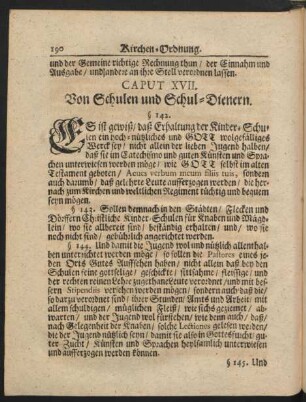 190 Kirchen-Ordnung.
und der Gemeine richtige Rechnung thun / der Einnahm und
Ausgabe / und andere an ihre Stell verordnen lassen.
CAPUT XVII.
Von Schulen und Schul-Dienern.
§ 142.
ES ist gewiß / daß Erhaltung der Kinder-Schu-
len ein hoch-nützliches und GOTT wolgefälliges
Werck sey / nicht allein der lieben Jugend halben /
daß sie im Catechismo und guten Künsten und Spra-
chen unterwiesen werden möge / wie GOTT selbst im alten
Testament geboten / Acues verbum meum filiis tuis, sondern
auch darumb / daß gelehrte Leute aufferzogen werden / die her-
nach zum Kirchen und weltlichen Regiment tüchtig und bequem
seyn mögen.
§ 143. Sollen demnach in den Städten / Flecken und
Dörffern Christliche Kinder-Schulen für Knaben und Mägd-
lein / wo sie allbereit sind / beständig erhalten / und / wo sie
noch nicht sind / gebührlich angerichtet werden.
§ 144. Und damit die Jugend wol und nützlich allenthal-
ben unterrichtet werden möge / so sollen die Pastores eines je-
den Orts Gutes Auffsehen haben / nicht allein daß bey den
Schulen seine gottselige / geschickte / sittsahme / fleissige / und
der rechten reinen Lehre zugethane verordnet / und mit bes-
sern Stipendiis versehen werden mögen / sondern auch daß die /
so darzu verordnet sind / ihrer Stunden / Amts und Arbeit / mit
allem schuldigen / müglichen Fleiß / wie sichs geziemet / ab-
warten / und der Jugend wol fürstehen / wie denn auch / daß /
nach Gelegenheit der Knaben / solche Lectiones gelesen werden /
die der Jugend nützlich seyn / damit sie also in Gottesfurcht / gu-
ter Zucht / Künsten und Sprachen heylsamlich unterwiesen
und aufferzogen werden können.
§ 145. Und